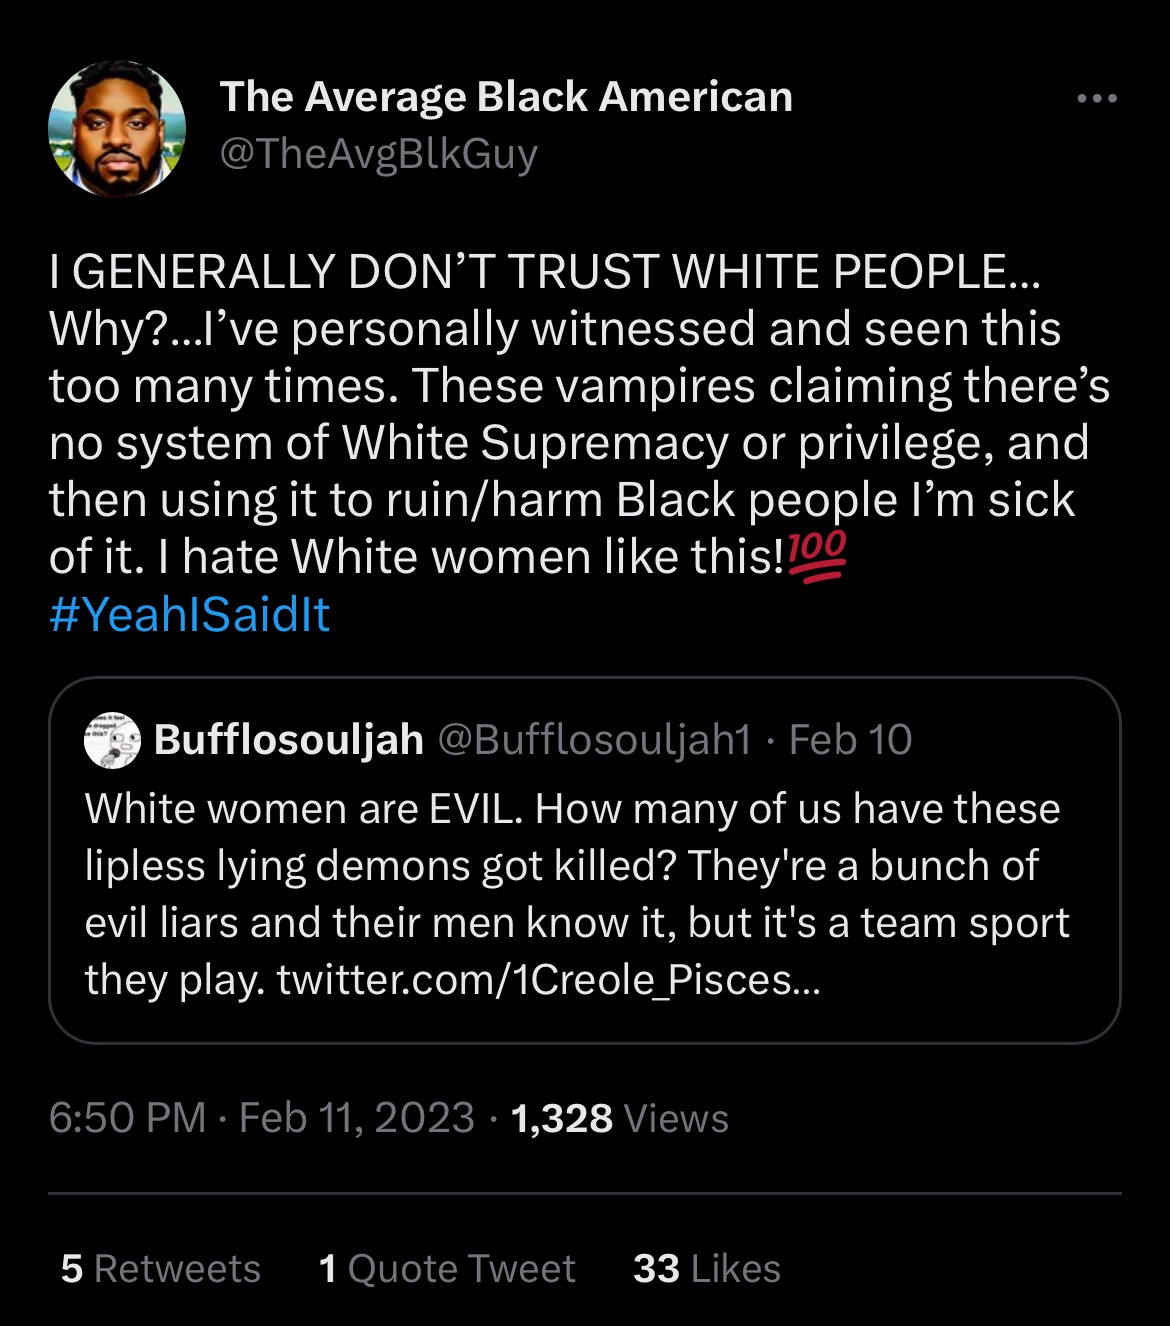 The Average Black American
@TheAvgBlkGuy
I GENERALLY DON’T TRUST WHITE PEOPLE...
Why?...I’ve personally witnessed and seen this
too many times. These vampires claiming there’s
no system of White Supremacy or privilege, and
then using it to ruin/harm Black people I’m sick
of it. I hate White women like this!💯
#YeahISaidIt
Bufflosouljah @Bufflosouljah1 · Feb 10
White women are EVIL. How many of us have these
lipless lying demons got killed? They're a bunch of
evil liars and their men know it, but it's a team sport
they play. twitter.com/1Creole_Pisces...
6:50 PM · Feb 11, 2023 · 1,328 Views
5 Retweets 1 Quote Tweet 33 Likes